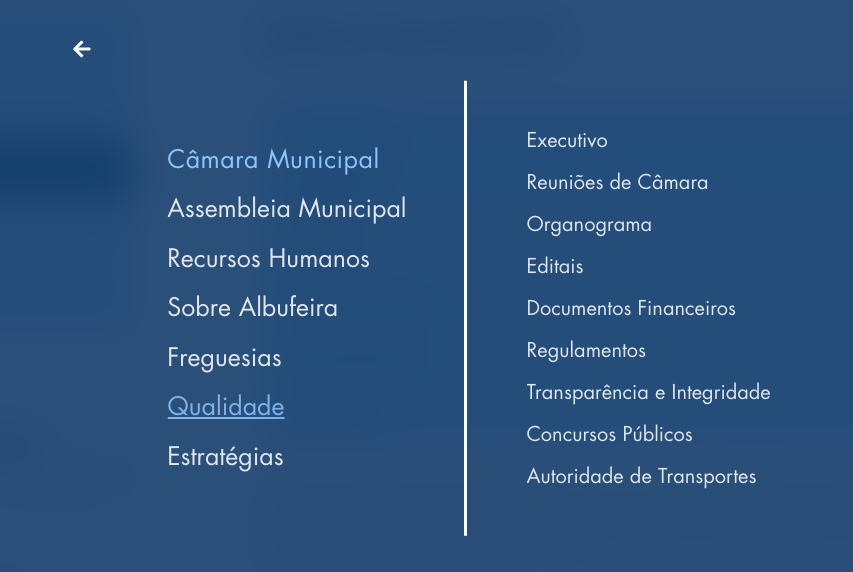 Câmara Municipal
Assembleia Municipal
Recursos Humanos
Sobre Albufeira
Freguesias
Qualidade
Estratégias
Executivo
Reuniões de Câmara
Organograma
Editais
Documentos Financeiros
Regulamentos
Transparência e Integridade
Concursos Públicos
Autoridade de Transportes